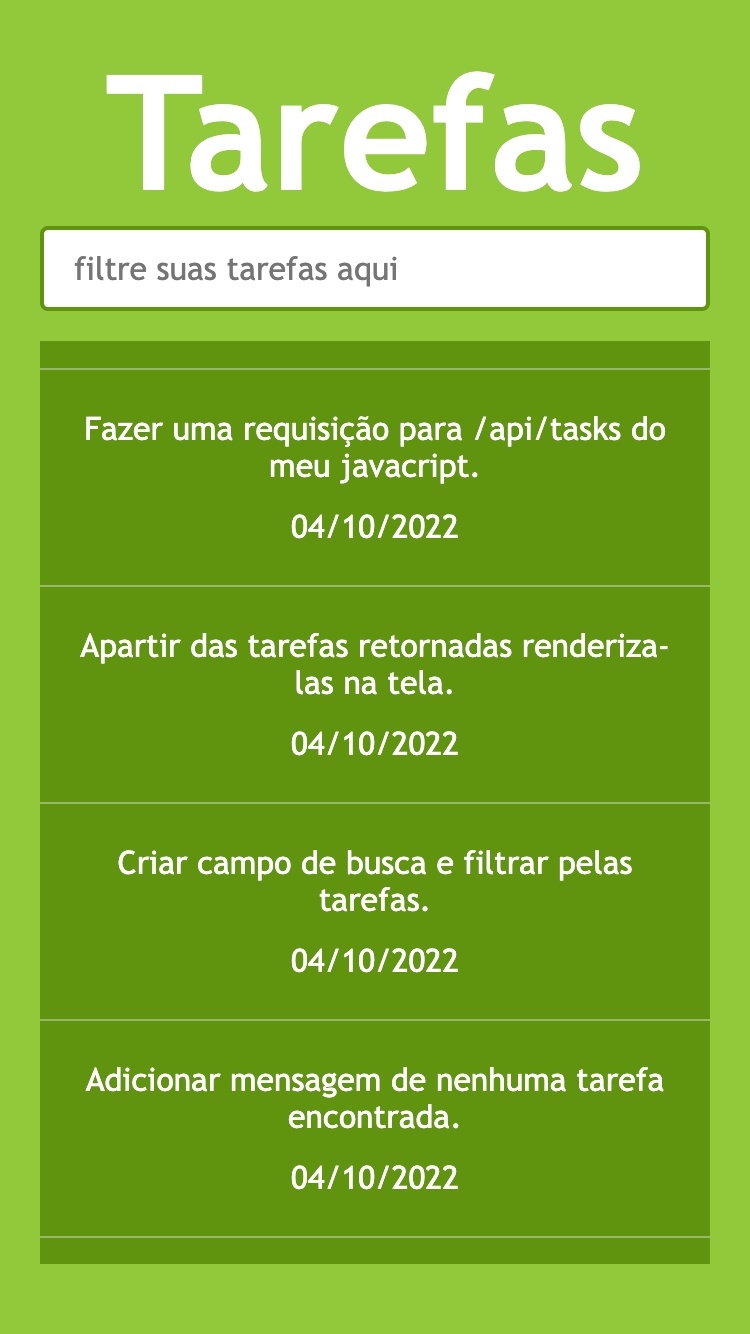 Tarefas
filtre suas tarefas aqui
Fazer uma requisição para /api/tasks do
meu javacript.
04/10/2022
Apartir das tarefas retornadas renderiza-
las na tela.
04/10/2022
Criar campo de busca e filtrar pelas
tarefas.
04/10/2022
Adicionar mensagem de nenhuma tarefa
encontrada.
04/10/2022